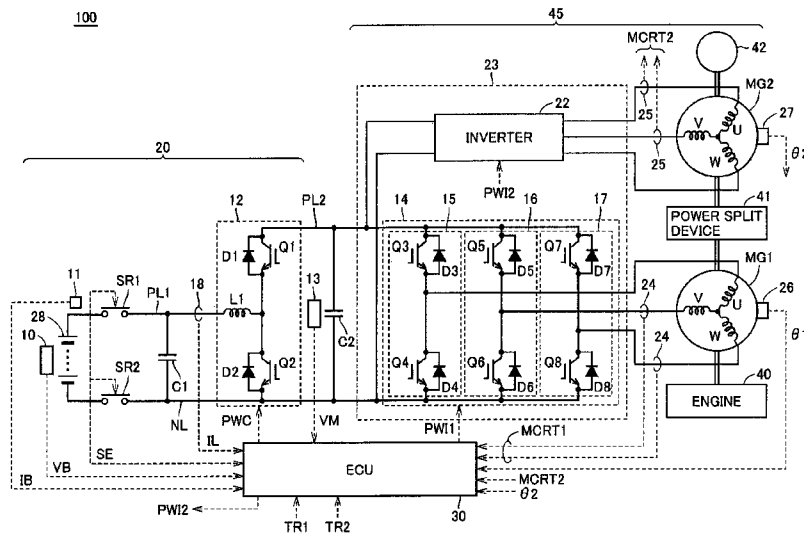 100
45
MCRT2
42
23
22
MG2
25
27
INVERTER
V
U
W
25
θ2
20
PWI2
12
PL2
14
15
16
17
41
POWER SPLIT
DEVICE
D1
Q1
Q3
D3
Q5
D5
Q7
D7
11
SR1
18
13
MG1
PL1
L1
24
26
28
V
U
W
10
C2
θ1
SR2
C1
D2
Q2
Q4
D4
Q6
D6
Q8
D8
24
40
NL
PWC
VM
PWI1
ENGINE
IL
MCRT1
SE
ECU
VB
MCRT2
IB
θ2
PWI2
TR1
TR2
30